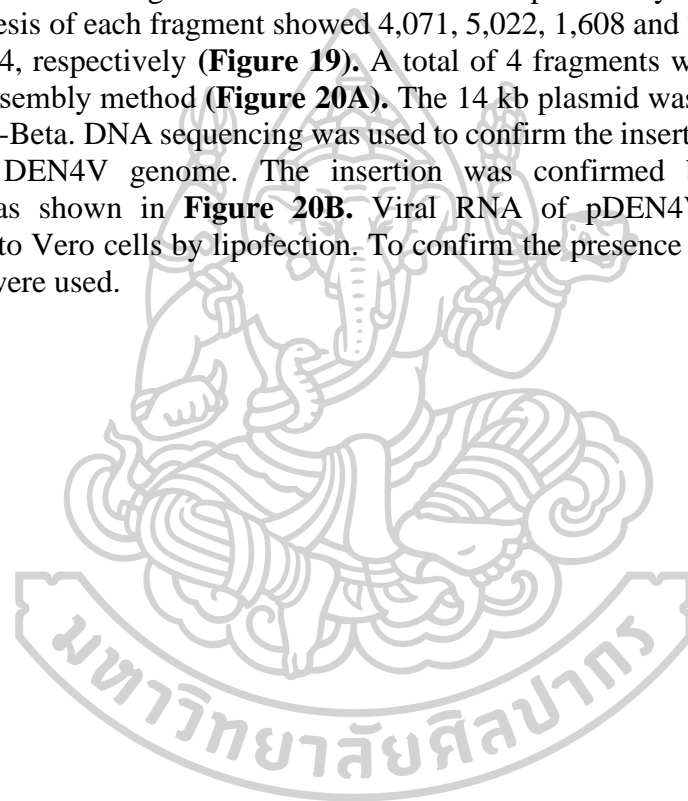 esis of each fragment showed 4,071, 5,022, 1,608 and
4, respectively (Figure 19). A total of 4 fragments w
sembly method (Figure 20A). The 14 kb plasmid was
-Beta. DNA sequencing was used to confirm the insert
DEN4V genome. The insertion was confirmed b
as shown in Figure 20B. Viral RNA of pDEN4V
to Vero cells by lipofection. To confirm the presence
were used.
มหาวิทยาลัยศิลปากร